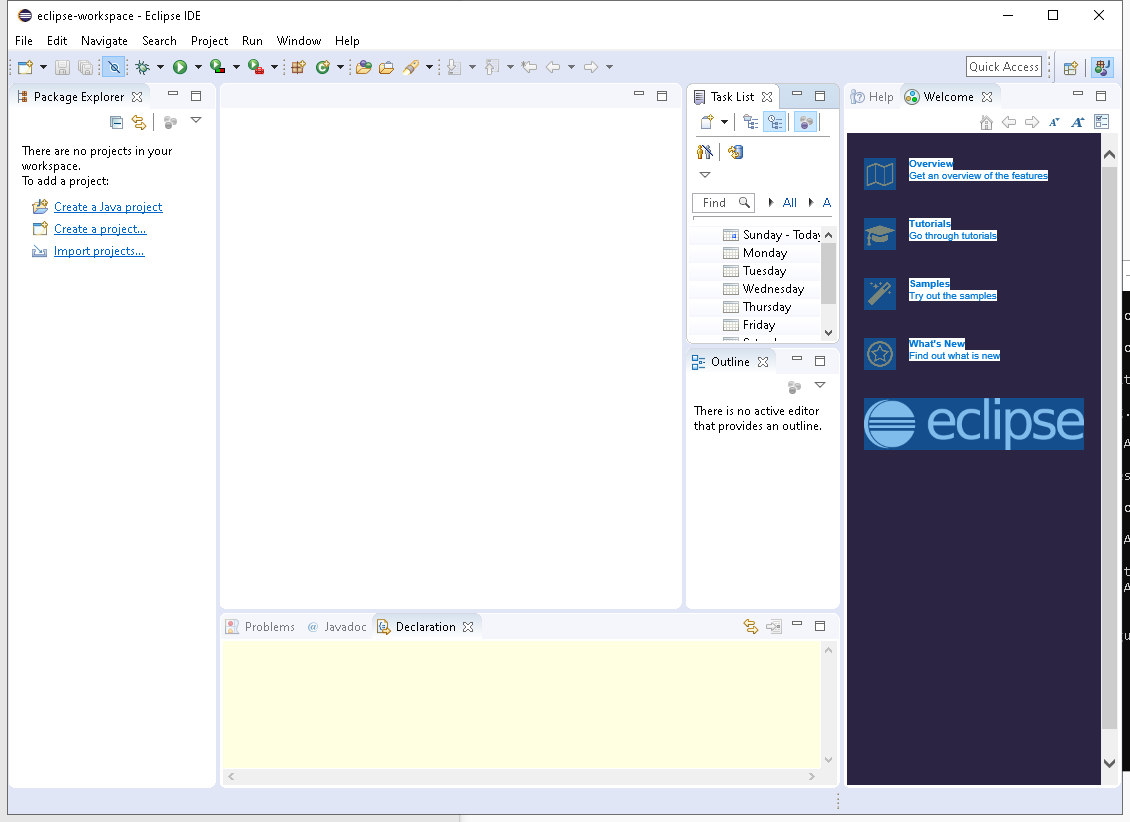 eclipse-workspace - Eclipse IDE
File Edit Navigate Search Project Run Window Help
Quick Access
Package Explorer
There are no projects in your
workspace.
To add a project:
Create a Java project
Create a project...
Import projects...
Task List
Find All A
Sunday - Today
Monday
Tuesday
Wednesday
Thursday
Friday
Outline
There is no active editor
that provides an outline.
Help Welcome
Overview
Get an overview of the features
Tutorials
Go through tutorials
Samples
Try out the samples
What's New
Find out what is new
eclipse
Problems @ Javadoc Declaration